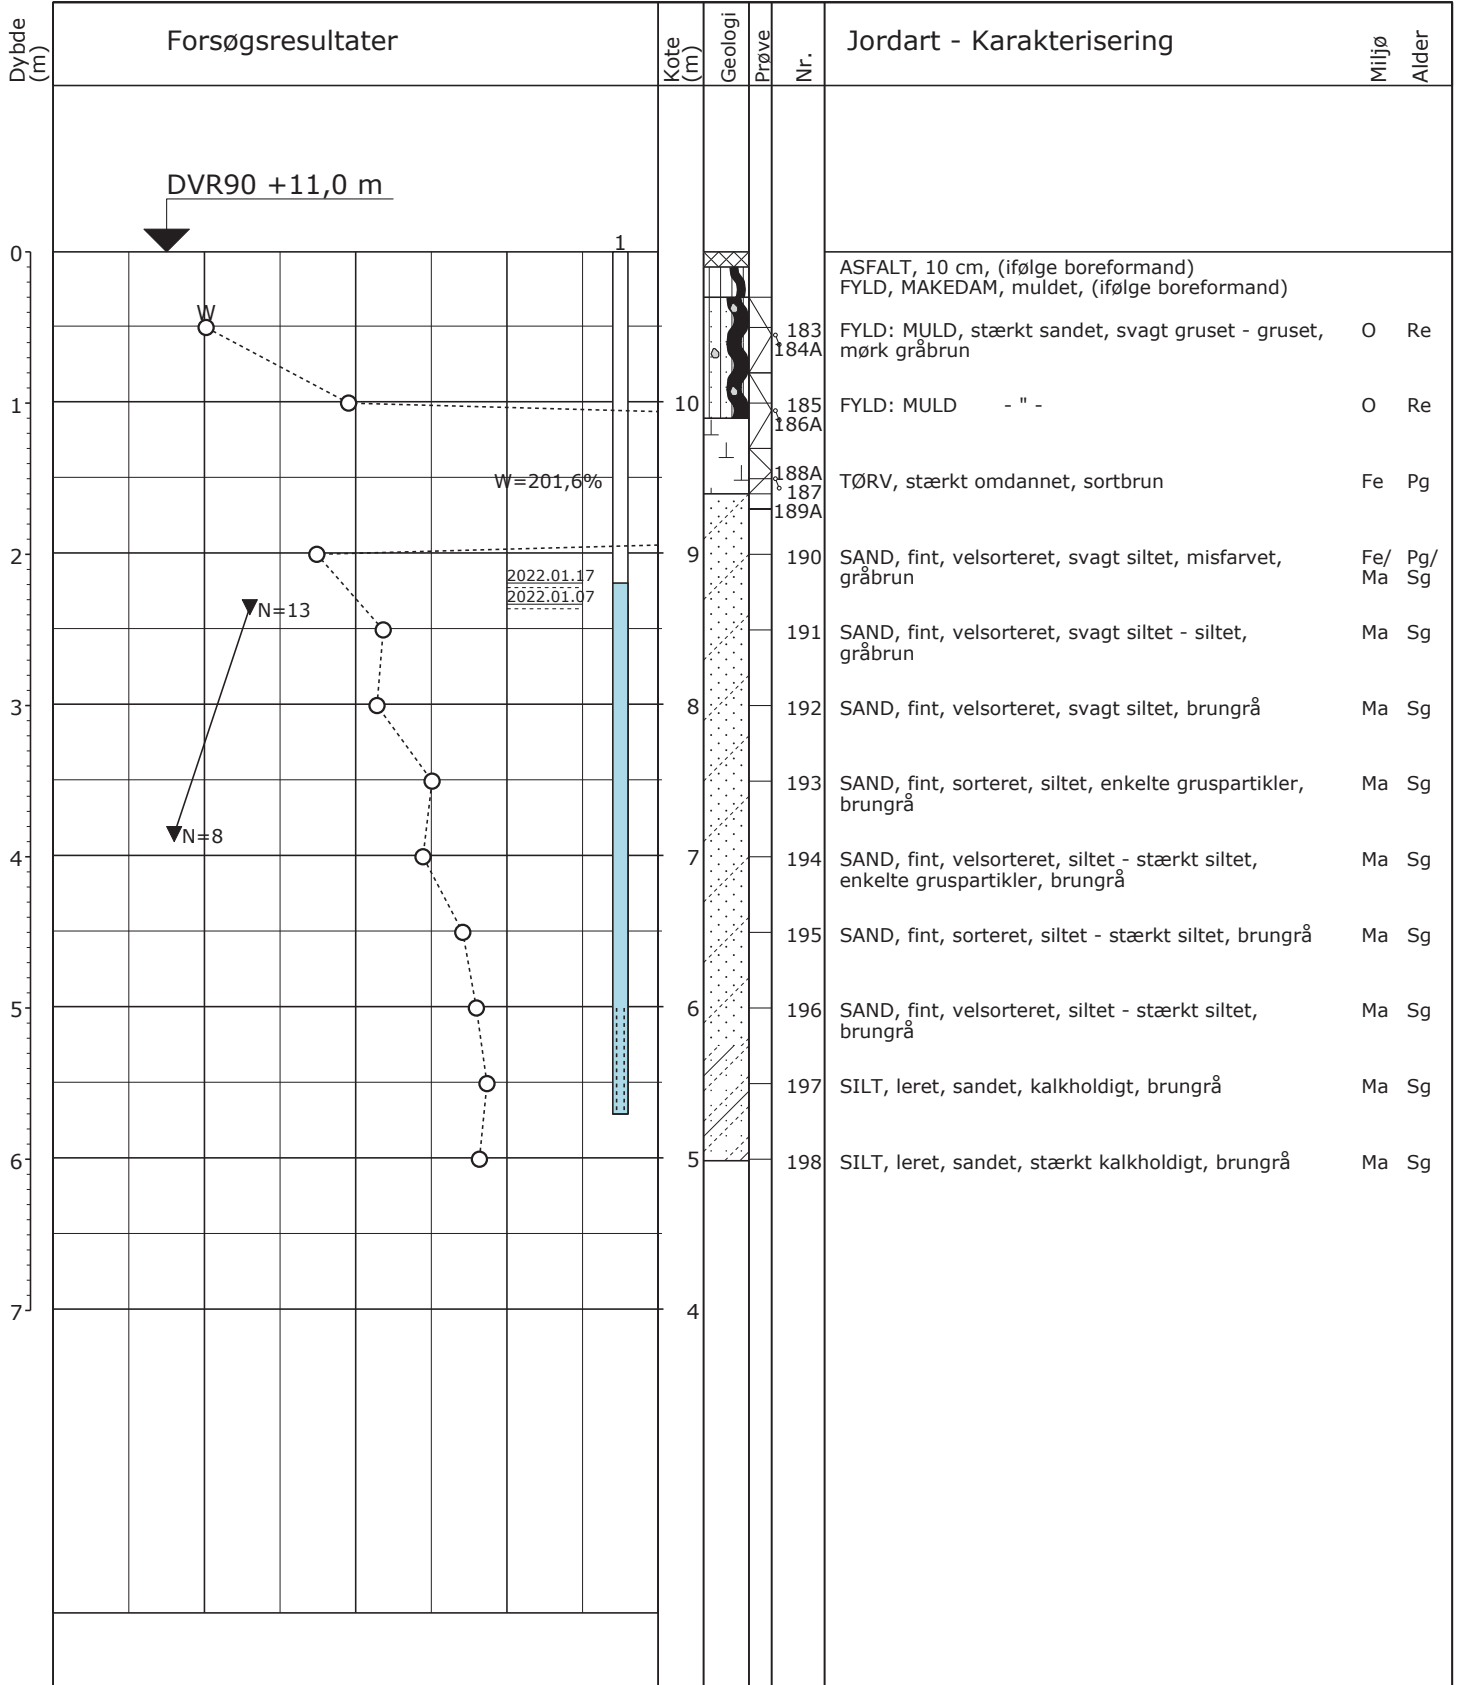 Dybde
(m)
Forsøgsresultater
Kote
(m)
Geologi
Prøve
Nr.
Jordart - Karakterisering
Miljø
Alder
DVR90 +11,0 m
0
1
ASFALT, 10 cm, (ifølge boreformand)
FYLD, MAKEDAM, muldet, (ifølge boreformand)
W
183 FYLD: MULD, stærkt sandet, svagt gruset - gruset, O Re
184A mørk gråbrun
1 10 185 FYLD: MULD - " - O Re
186A
188A
W=201,6% 187 TØRV, stærkt omdannet, sortbrun Fe Pg
189A
2 9 190 SAND, fint, velsorteret, svagt siltet, misfarvet, Fe/ Pg/
gråbrun Ma Sg
2022.01.17
2022.01.07
N=13
191 SAND, fint, velsorteret, svagt siltet - siltet, Ma Sg
gråbrun
3 8 192 SAND, fint, velsorteret, svagt siltet, brungrå Ma Sg
193 SAND, fint, sorteret, siltet, enkelte gruspartikler, Ma Sg
brungrå
N=8
4 7 194 SAND, fint, velsorteret, siltet - stærkt siltet, Ma Sg
enkelte gruspartikler, brungrå
195 SAND, fint, sorteret, siltet - stærkt siltet, brungrå Ma Sg
5 6 196 SAND, fint, velsorteret, siltet - stærkt siltet, Ma Sg
brungrå
197 SILT, leret, sandet, kalkholdigt, brungrå Ma Sg
6 5 198 SILT, leret, sandet, stærkt kalkholdigt, brungrå Ma Sg
7 4